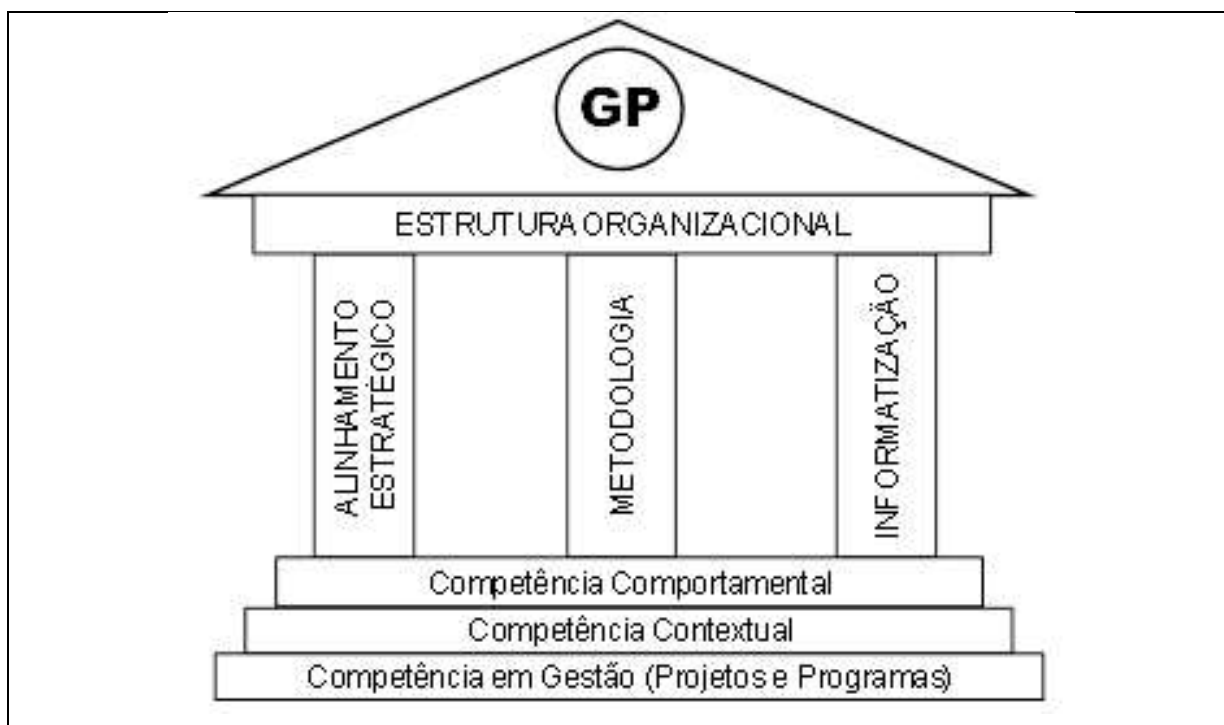 GP
ESTRUTURA ORGANIZACIONAL
ALINHAMENTO
ESTRATÉGICO
METODOLOGIA
INFORMATIZAÇÃO
Competência Comportamental
Competência Contextual
Competência em Gestão (Projetos e Programas)